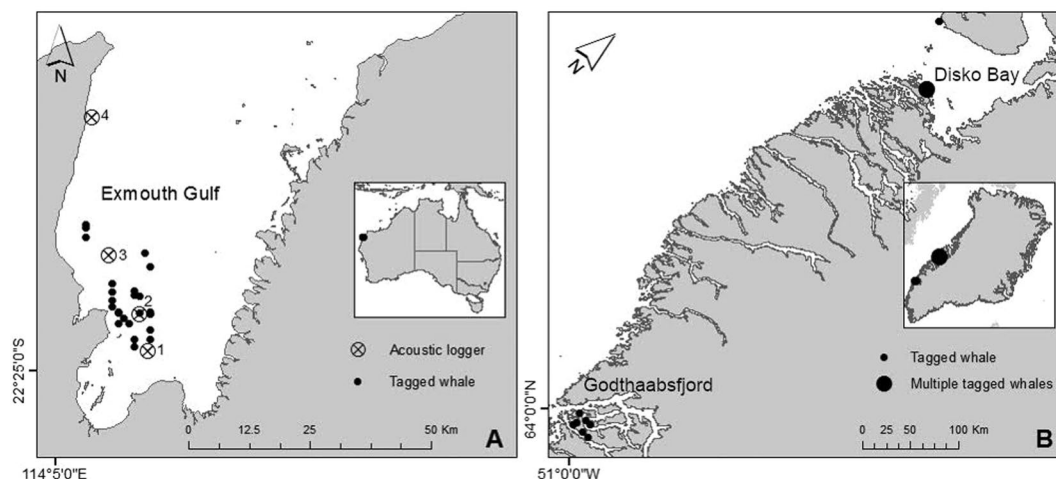 N
4
Exmouth Gulf
3
2
1
Acoustic logger
Tagged whale
22°25'0"S
0 12.5 25 50 Km
A
114°5'0"E
N
Disko Bay
Tagged whale
Multiple tagged whales
Godthaabsfjord
64°0'0"N
0 25 50 100 Km
B
51°0'0"W